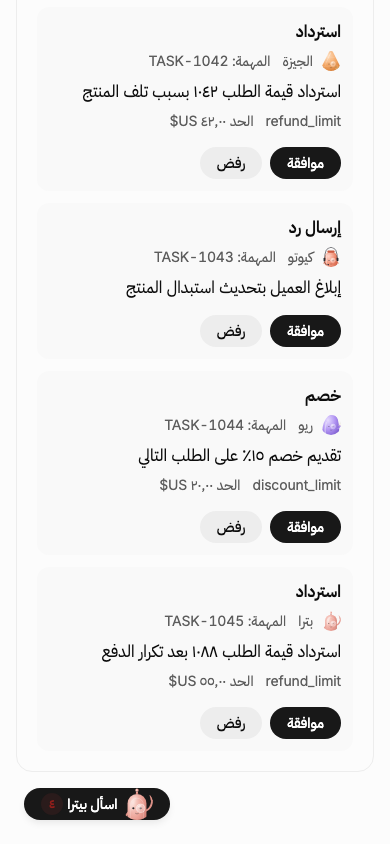 استرداد
الجيزة المهمة: TASK-1042
استرداد قيمة الطلب ١٠٤٢ بسبب تلف المنتج
refund_limit الحد ٤٢,٠٠ US$
موافقة رفض
إرسال رد
كيوتو المهمة: TASK-1043
إبلاغ العميل بتحديث استبدال المنتج
موافقة رفض
خصم
ريو المهمة: TASK-1044
تقديم خصم ١٥٪ على الطلب التالي
discount_limit الحد ٢٠,٠٠ US$
موافقة رفض
استرداد
بترا المهمة: TASK-1045
استرداد قيمة الطلب ١٠٨٨ بعد تكرار الدفع
refund_limit الحد ٥٥,٠٠ US$
موافقة رفض
اسأل بيترا ٤